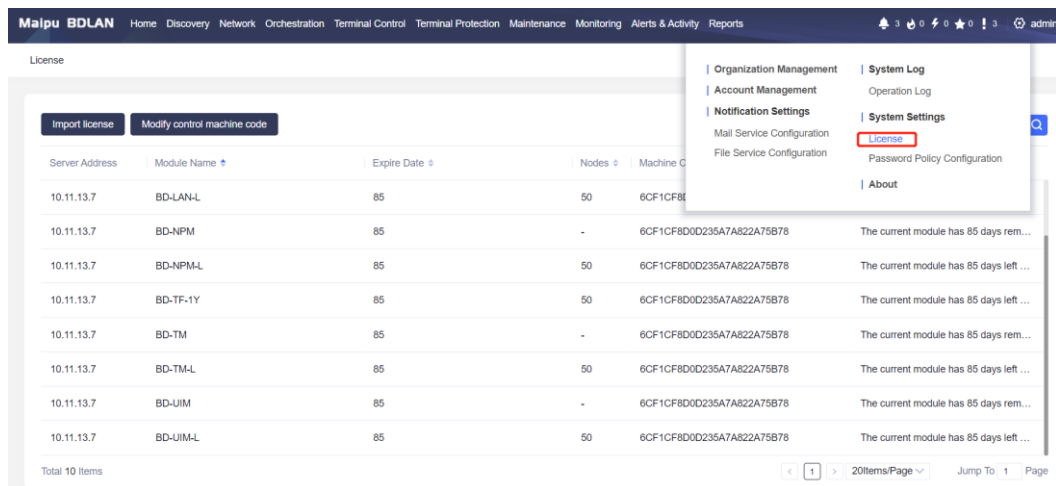 Maipu BDLAN Home Discovery Network Orchestration Terminal Control Terminal Protection Maintenance Monitoring Alerts & Activity Reports 3 0 0 0 3 admin
License
Organization Management
Account Management
Notification Settings
Mail Service Configuration
File Service Configuration
System Log
Operation Log
System Settings
License
Password Policy Configuration
About
Import license Modify control machine code
Server Address Module Name Expire Date Nodes Machine C
10.11.13.7 BD-LAN-L 85 50 6CF1CF8
10.11.13.7 BD-NPM 85 - 6CF1CF8D0D235A7A822A75B78 The current module has 85 days rem...
10.11.13.7 BD-NPM-L 85 50 6CF1CF8D0D235A7A822A75B78 The current module has 85 days left ...
10.11.13.7 BD-TF-1Y 85 50 6CF1CF8D0D235A7A822A75B78 The current module has 85 days left ...
10.11.13.7 BD-TM 85 - 6CF1CF8D0D235A7A822A75B78 The current module has 85 days rem...
10.11.13.7 BD-TM-L 85 50 6CF1CF8D0D235A7A822A75B78 The current module has 85 days left ...
10.11.13.7 BD-UIM 85 - 6CF1CF8D0D235A7A822A75B78 The current module has 85 days rem...
10.11.13.7 BD-UIM-L 85 50 6CF1CF8D0D235A7A822A75B78 The current module has 85 days left ...
Total 10 Items < 1 > 20Items/Page Jump To 1 Page